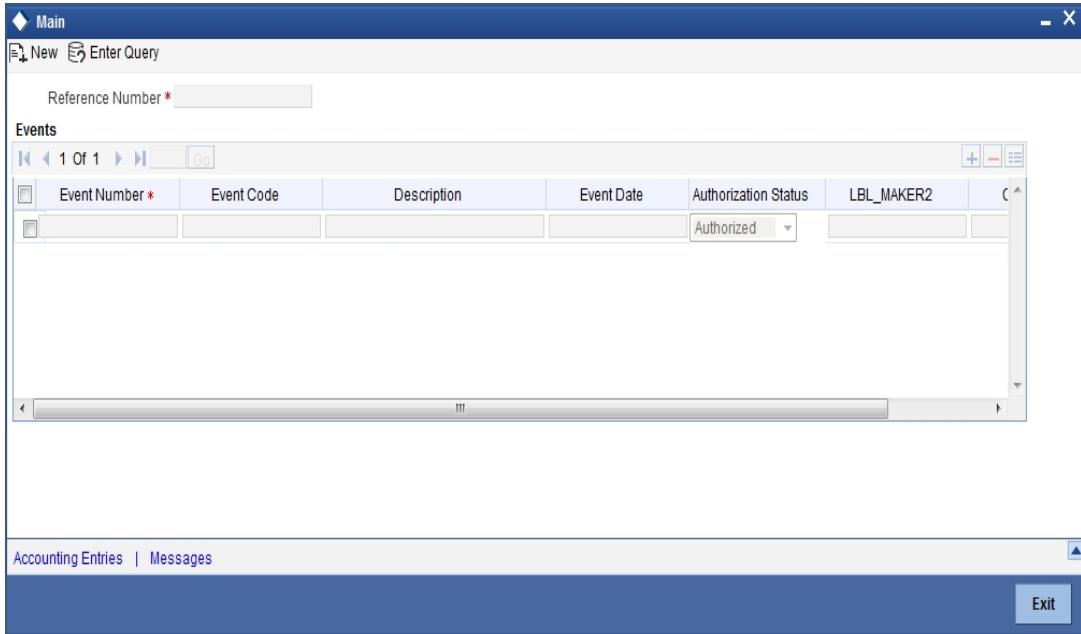 Main
New Enter Query
Reference Number *
Events
1 Of 1 Go
Event Number * Event Code Description Event Date Authorization Status LBL_MAKER2
Authorized
Accounting Entries | Messages
Exit